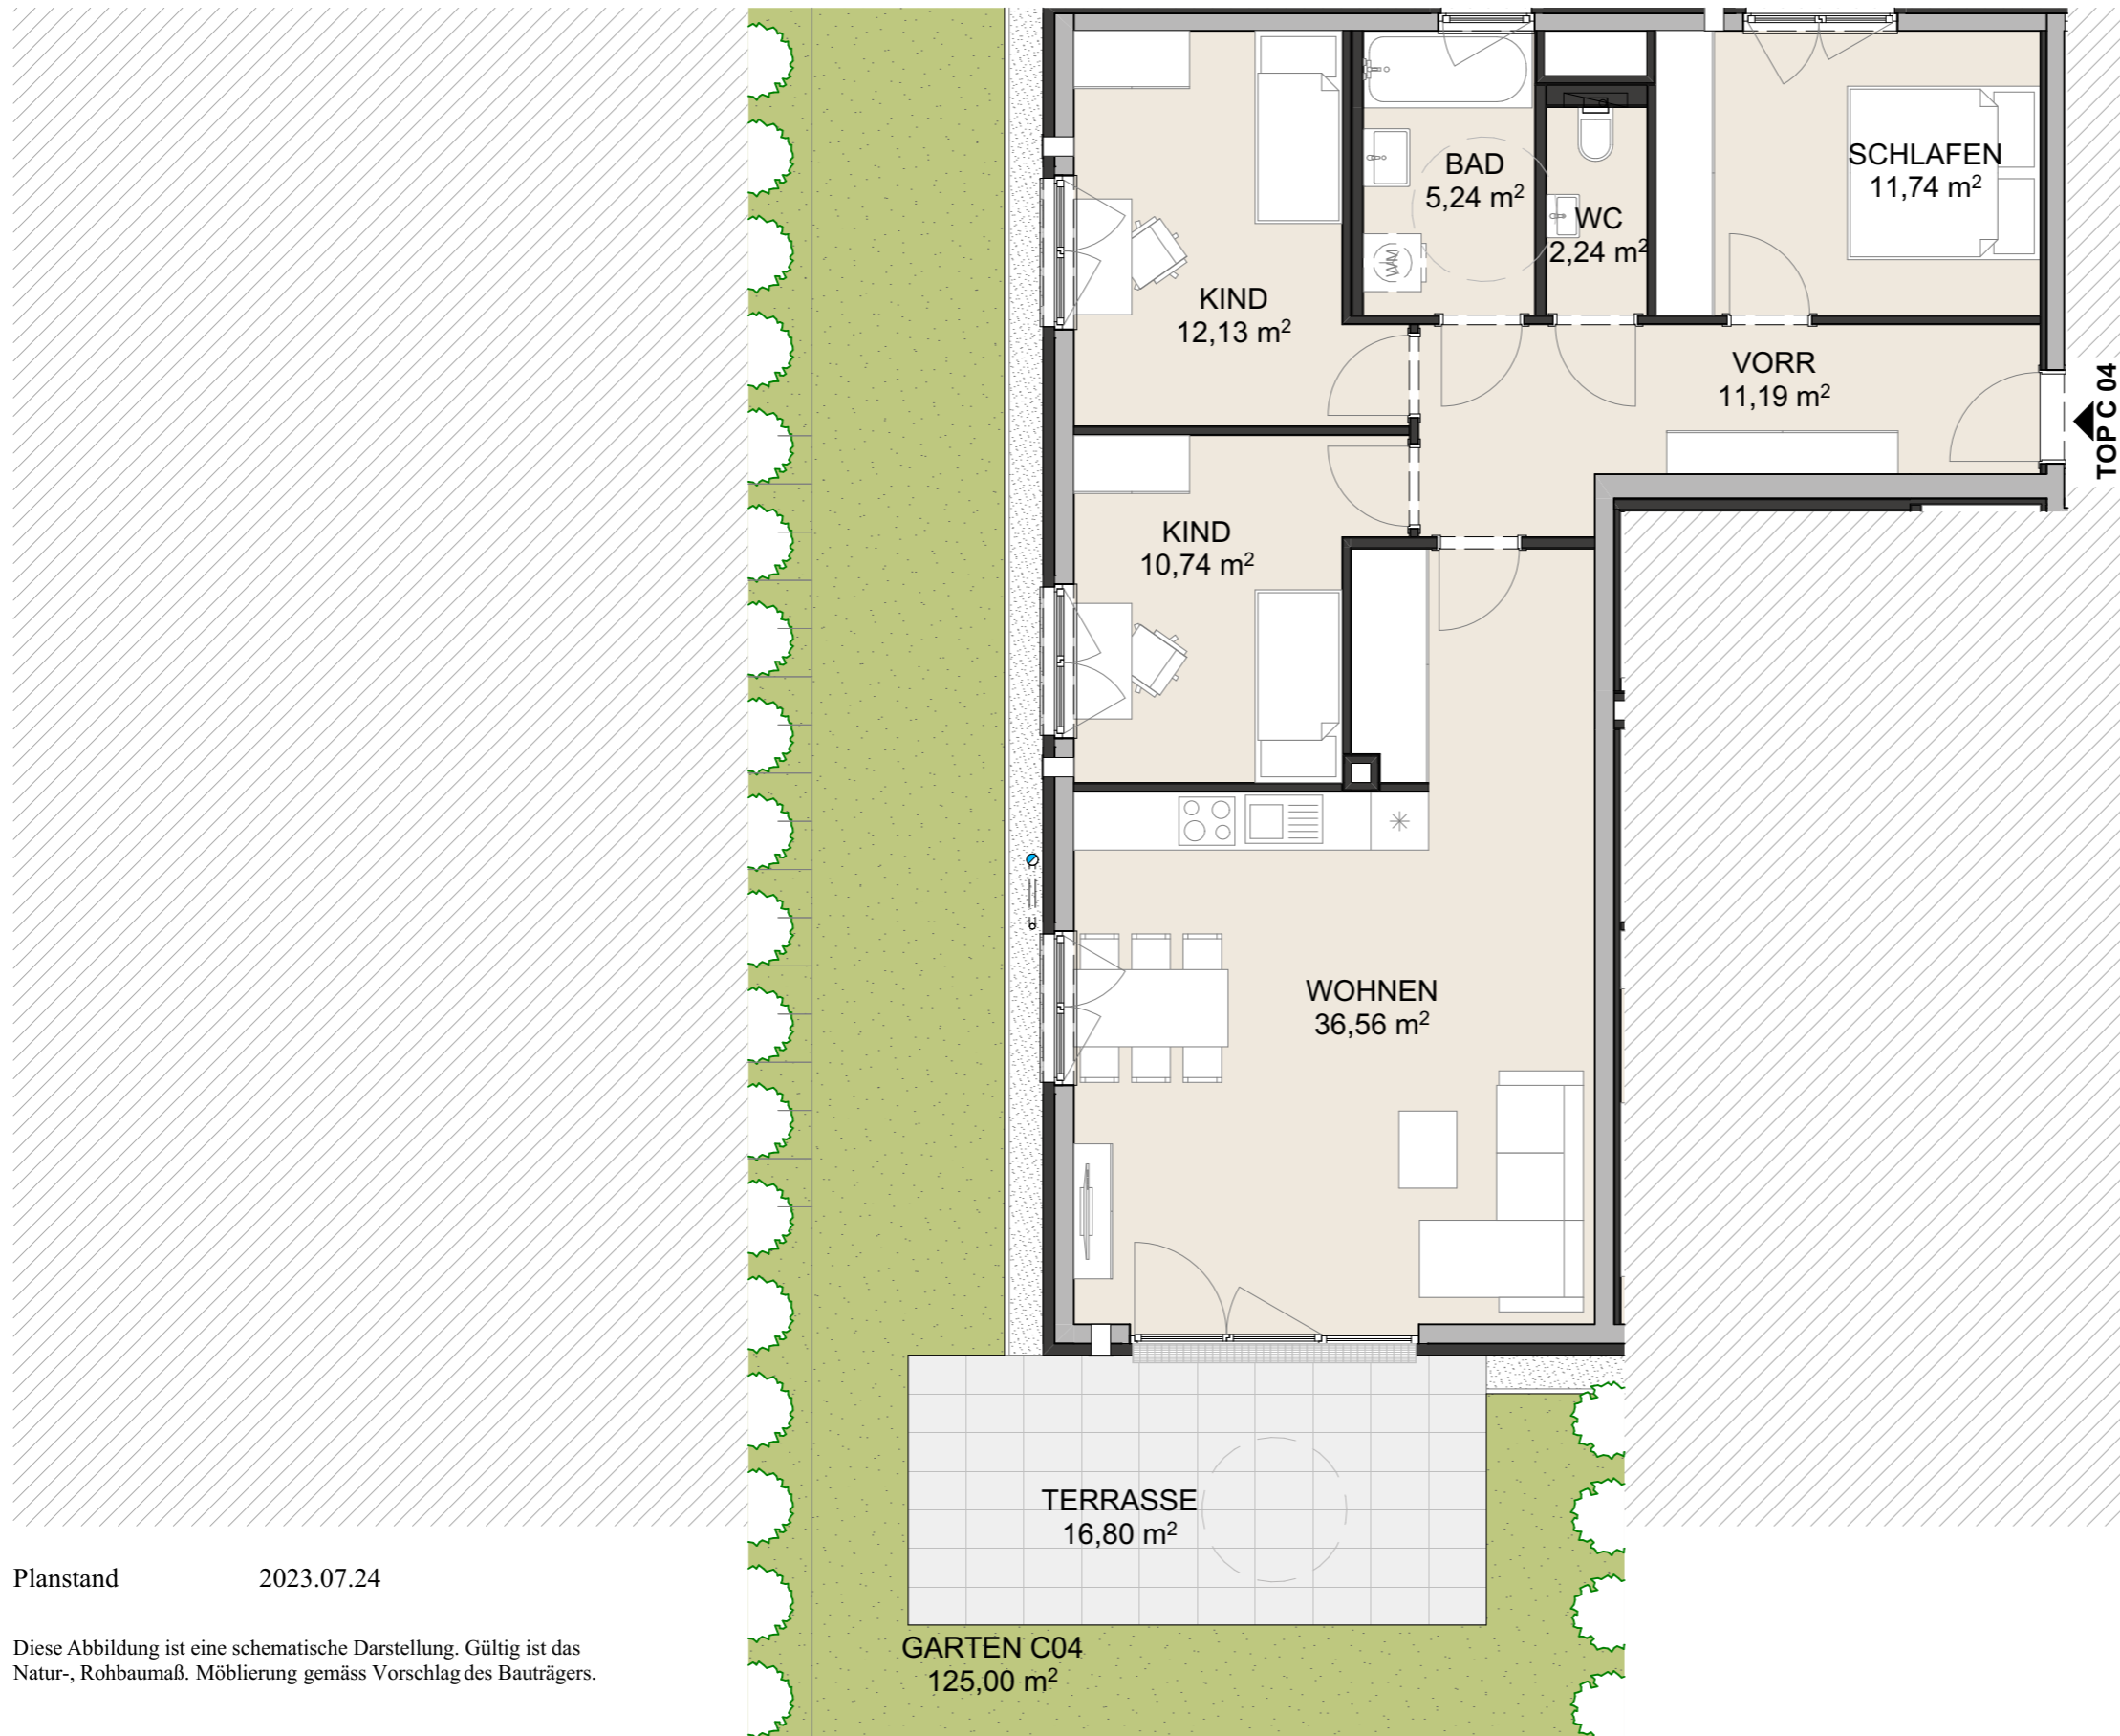 BAD
5,24 m²
SCHLAFEN
11,74 m²
WC
2,24 m²
WM
KIND
12,13 m²
VORR
11,19 m²
TOP C 04
KIND
10,74 m²
WOHNEN
36,56 m²
TERRASSE
16,80 m²
Planstand 2023.07.24
Diese Abbildung ist eine schematische Darstellung. Gültig ist das
Natur-, Rohbaumaß. Möblierung gemäss Vorschlag des Bauträgers.
GARTEN C04
125,00 m²